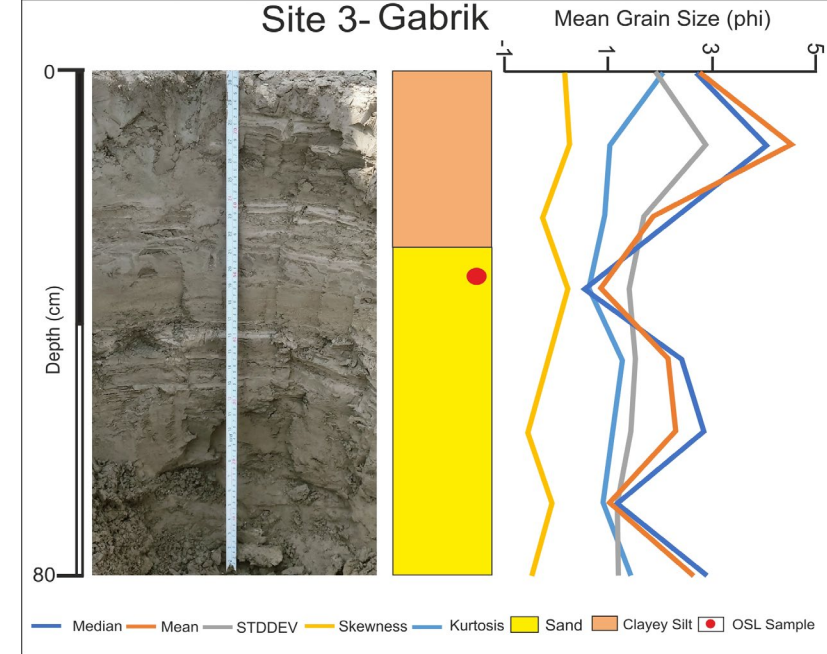 Site 3- Gabrik
Mean Grain Size (phi)
-1 1 3 5
0
Depth (cm)
80
Median Mean STDDEV Skewness Kurtosis Sand Clayey Silt OSL Sample